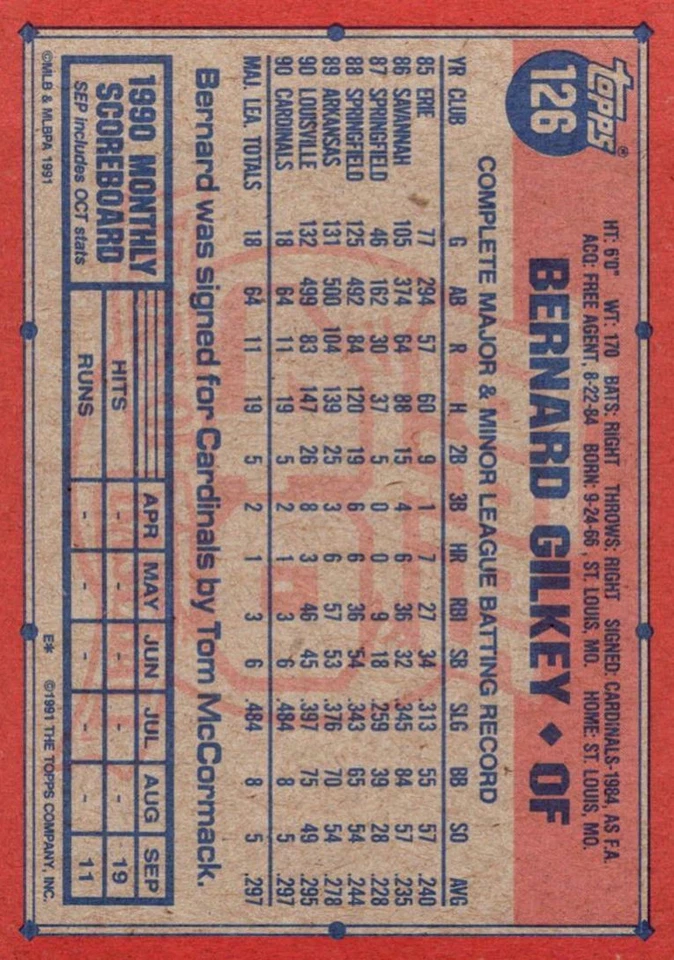 Topps®
126
HT: 6'0" WT: 170 BATS: RIGHT THROWS: RIGHT SIGNED: CARDINALS-1984, AS F.A.
ACQ: FREE AGENT, 8-22-84 BORN: 9-24-66, ST. LOUIS, MO. HOME: ST. LOUIS, MO.
BERNARD GILKEY ♦ OF
COMPLETE MAJOR & MINOR LEAGUE BATTING RECORD
YR CLUB G AB R H 2B 3B HR RBI SB SLG BB SO AVG
85 ERIE 77 294 57 60 9 1 7 27 34 .313 55 57 .240
86 SAVANNAH 105 374 64 88 15 4 6 36 32 .345 84 57 .235
87 SPRINGFIELD 46 162 30 37 5 0 0 9 18 .259 39 28 .228
88 SPRINGFIELD 125 492 84 120 19 6 6 36 54 .343 65 54 .244
89 ARKANSAS 131 500 104 139 25 3 6 57 53 .376 70 54 .278
90 LOUISVILLE 132 499 83 147 26 8 3 46 45 .397 75 49 .295
90 CARDINALS 18 64 11 19 5 2 1 3 6 .484 8 5 .297
MAJ. LEA. TOTALS 18 64 11 19 5 2 1 3 6 .484 8 5 .297
Bernard was signed for Cardinals by Tom McCormack.
1990 MONTHLY
SCOREBOARD
SEP includes OCT stats
APR MAY JUN JUL AUG SEP
HITS - - - - - 19
RUNS - - - - - 11
©MLB & MLBPA 1991
E* ©1991 THE TOPPS COMPANY, INC.